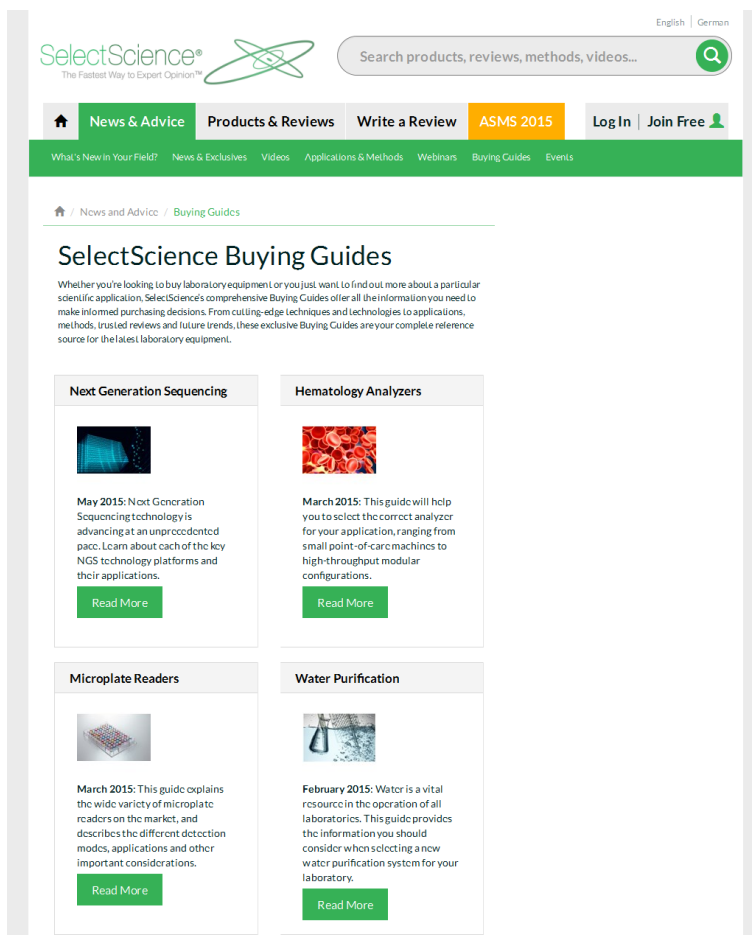 English | German
SelectScience®
The Fastest Way to Expert Opinion™
Search products, reviews, methods, videos...
News & Advice
Products & Reviews
Write a Review
ASMS 2015
Log In | Join Free
What's New in Your Field?
News & Exclusives
Videos
Applications & Methods
Webinars
Buying Guides
Events
/ News and Advice / Buying Guides
SelectScience Buying Guides
Whether you're looking to buy laboratory equipment or you just want to find out more about a particular
scientific application, SelectScience's comprehensive Buying Guides offer all the information you need to
make informed purchasing decisions. From cutting-edge techniques and technologies to applications,
methods, trusted reviews and future trends, these exclusive Buying Guides are your complete reference
source for the latest laboratory equipment.
Next Generation Sequencing
May 2015: Next Generation
Sequencing technology is
advancing at an unprecedented
pace. Learn about each of the key
NGS technology platforms and
their applications.
Read More
Hematology Analyzers
March 2015: This guide will help
you to select the correct analyzer
for your application, ranging from
small point-of-care machines to
high-throughput modular
configurations.
Read More
Microplate Readers
March 2015: This guide explains
the wide variety of microplate
readers on the market, and
describes the different detection
modes, applications and other
important considerations.
Read More
Water Purification
February 2015: Water is a vital
resource in the operation of all
laboratories. This guide provides
the information you should
consider when selecting a new
water purification system for your
laboratory.
Read More